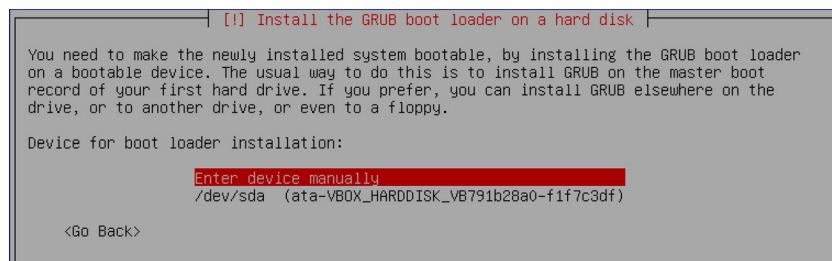 [!] Install the GRUB boot loader on a hard disk
You need to make the newly installed system bootable, by installing the GRUB boot loader
on a bootable device. The usual way to do this is to install GRUB on the master boot
record of your first hard drive. If you prefer, you can install GRUB elsewhere on the
drive, or to another drive, or even to a floppy.
Device for boot loader installation:
Enter device manually
/dev/sda (ata-VBOX_HARDDISK_VB791b28a0-f1f7c3df)
<Go Back>